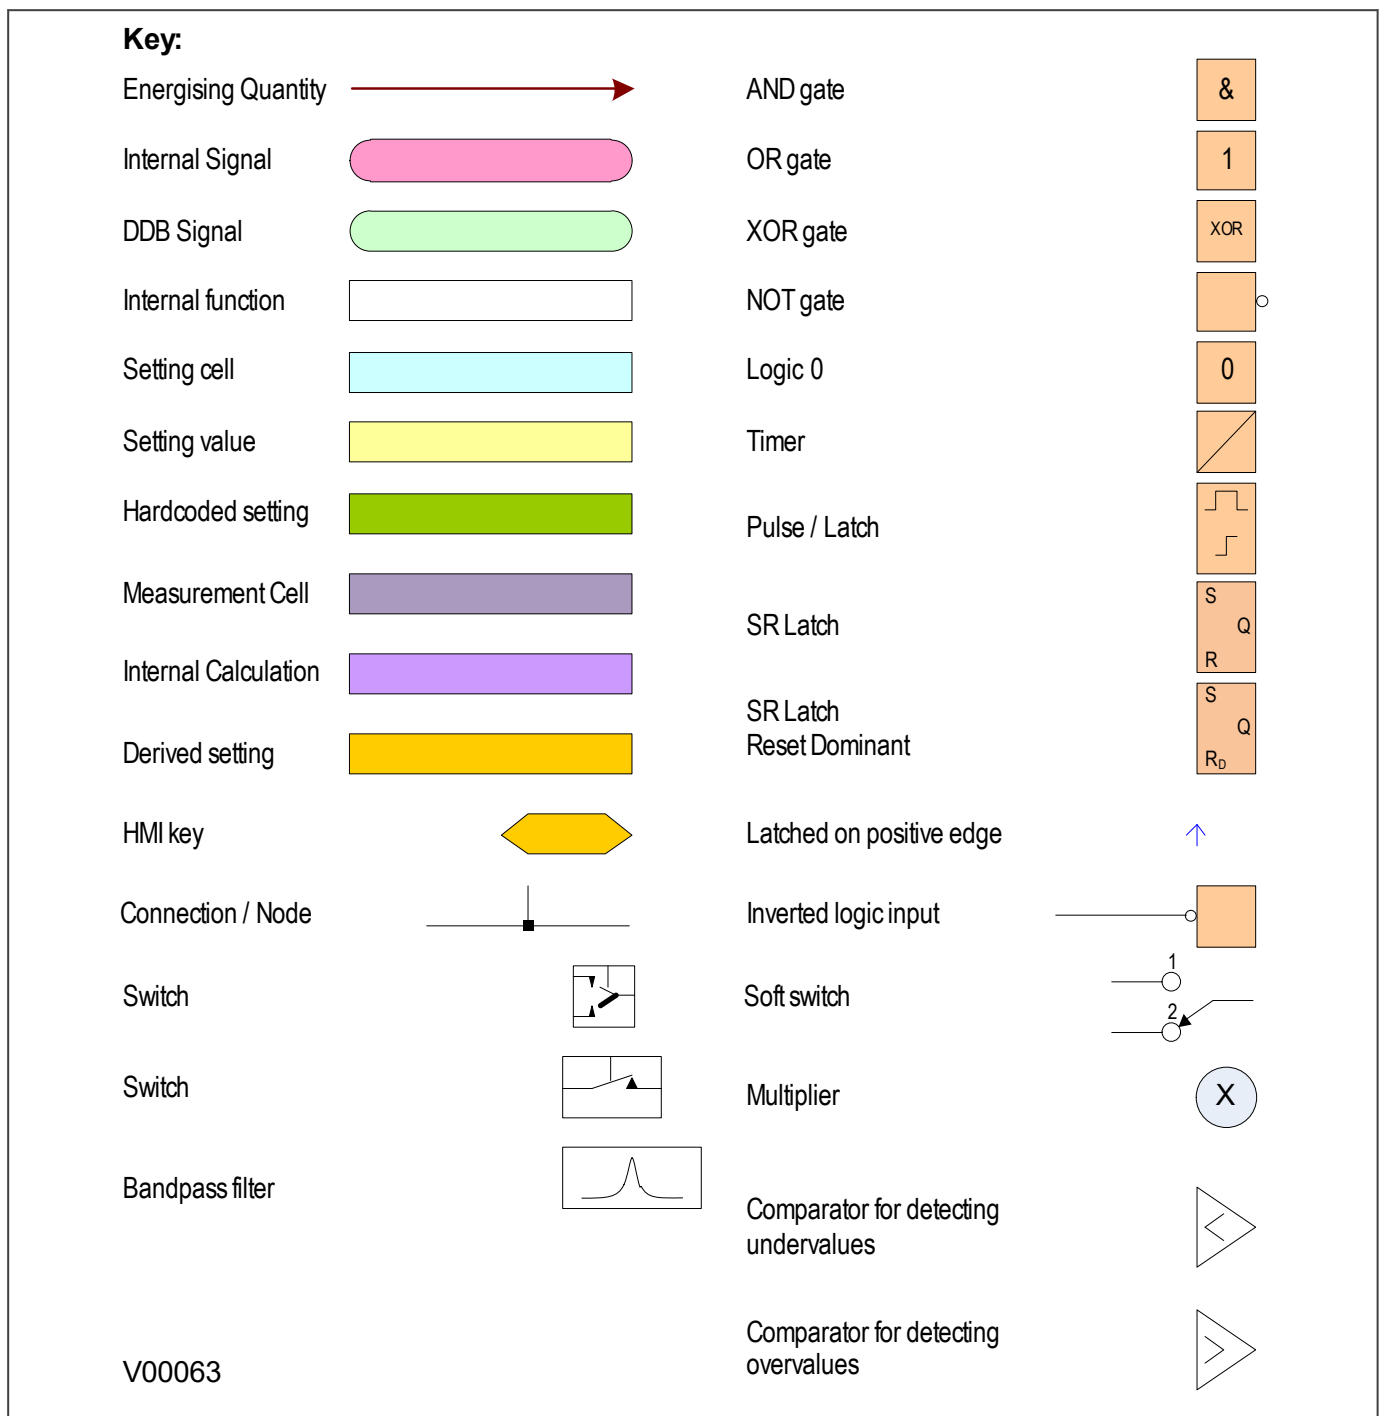 Key:
Energising Quantity
Internal Signal
DDB Signal
Internal function
Setting cell
Setting value
Hardcoded setting
Measurement Cell
Internal Calculation
Derived setting
HMI key
Connection / Node
Switch
Switch
Bandpass filter
V00063
AND gate
&
OR gate
1
XOR gate
XOR
NOT gate
Logic 0
0
Timer
Pulse / Latch
SR Latch
S
Q
R
SR Latch
Reset Dominant
S
Q
RD
Latched on positive edge
Inverted logic input
Soft switch
1
2
Multiplier
X
Comparator for detecting
undervalues
<
Comparator for detecting
overvalues
>